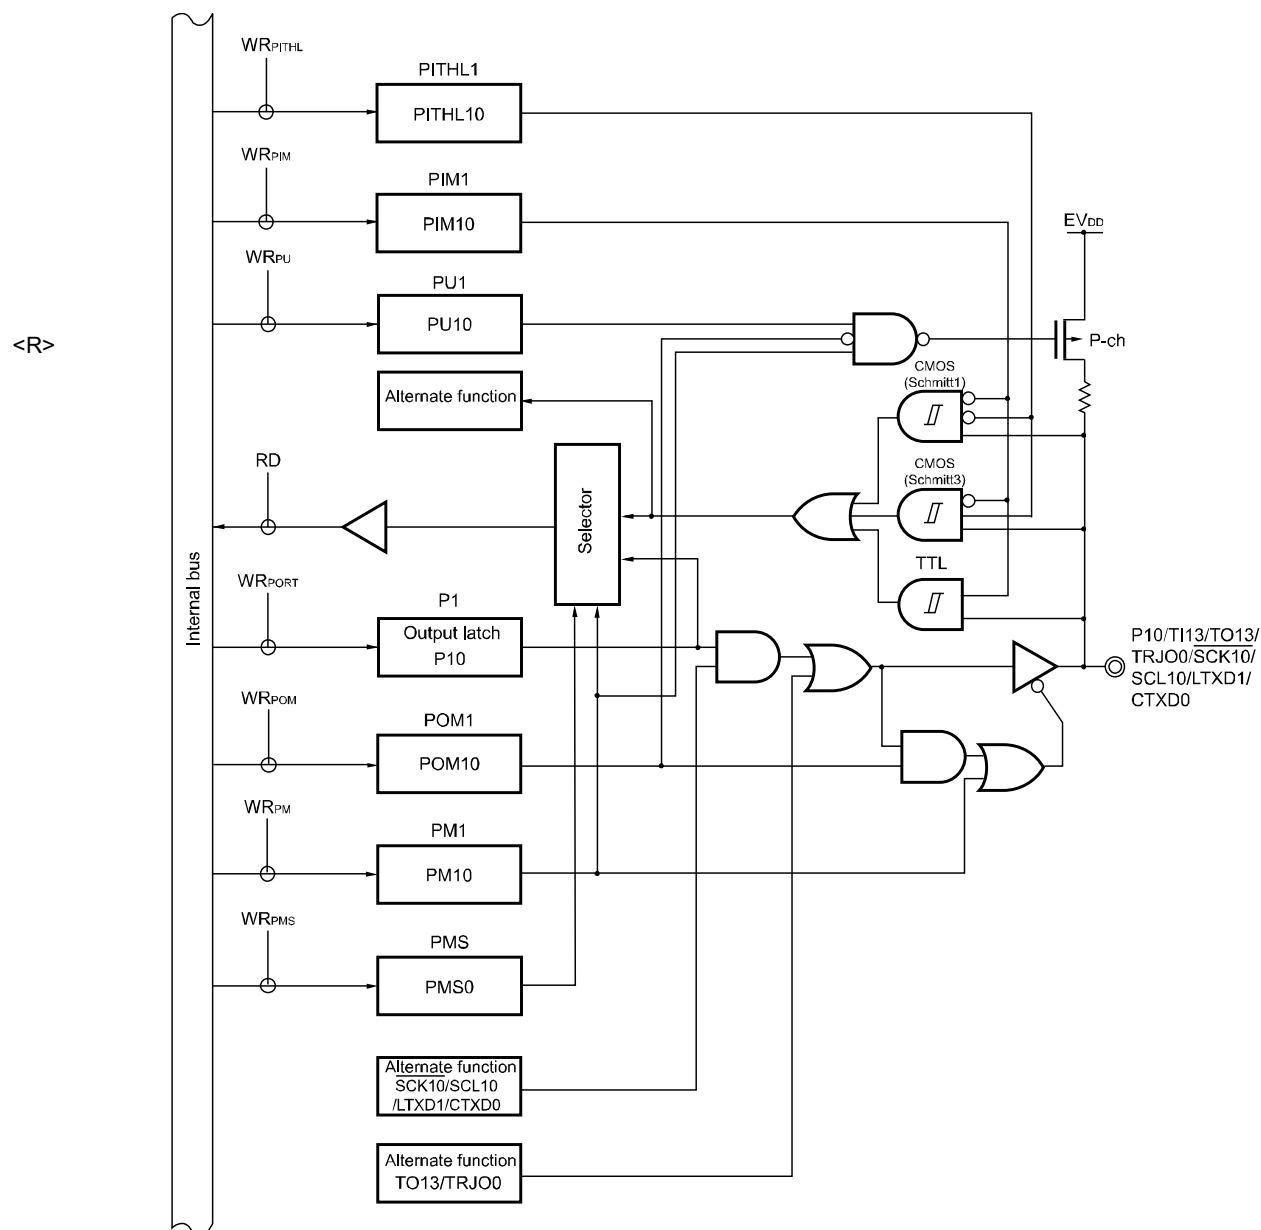 WRPITHL
PITHL1
PITHL10
WRPIM
PIM1
PIM10
EVDD
WRPU
PU1
PU10
<R>
P-ch
CMOS
(Schmitt1)
Alternate function
RD
CMOS
(Schmitt3)
Selector
Internal bus
TTL
WRPORT
P1
Output latch
P10
P10/TI13/TO13/
TRJO0/SCK10/
SCL10/LTXD1/
CTXD0
WRPOM
POM1
POM10
WRPM
PM1
PM10
WRPMS
PMS
PMS0
Alternate function
SCK10/SCL10
/LTXD1/CTXD0
Alternate function
TO13/TRJO0